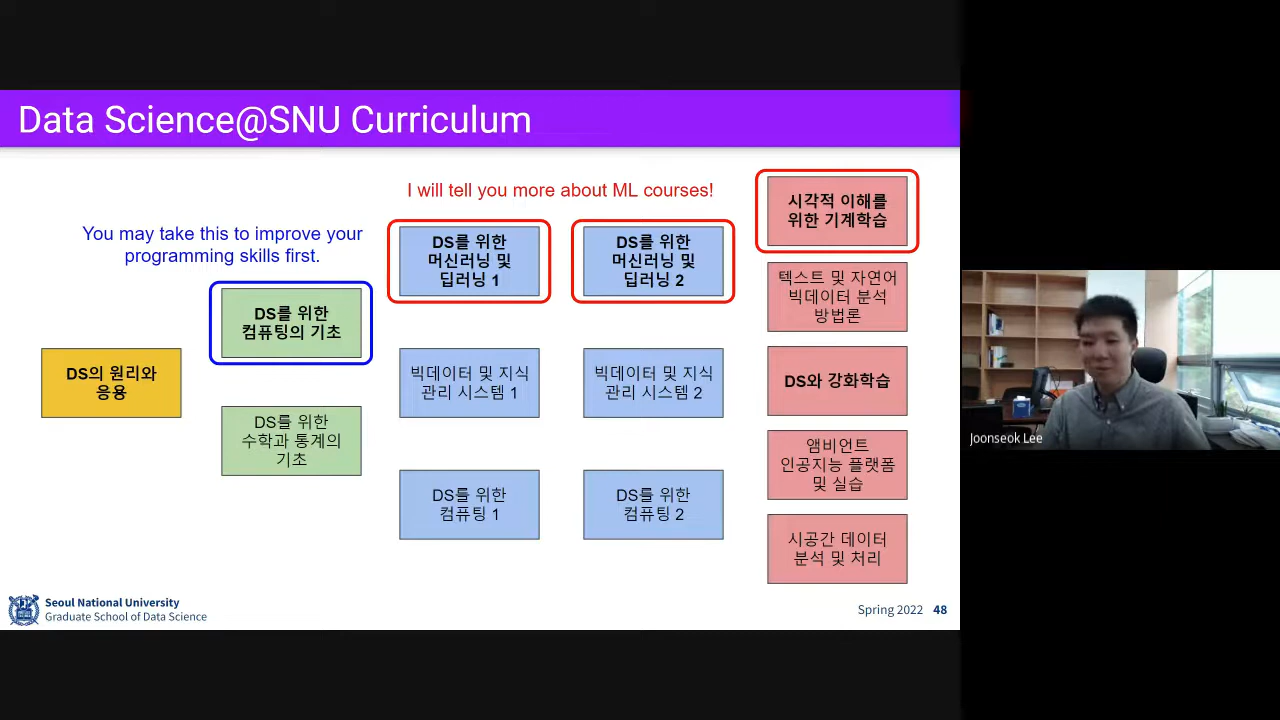 Data Science@SNU Curriculum
I will tell you more about ML courses!
You may take this to improve your
programming skills first.
DS의 원리와
응용
DS를 위한
컴퓨팅의 기초
DS를 위한
수학과 통계의
기초
DS를 위한
머신러닝 및
딥러닝 1
빅데이터 및 지식
관리 시스템 1
DS를 위한
컴퓨팅 1
DS를 위한
머신러닝 및
딥러닝 2
빅데이터 및 지식
관리 시스템 2
DS를 위한
컴퓨팅 2
시각적 이해를
위한 기계학습
텍스트 및 자연어
빅데이터 분석
방법론
DS와 강화학습
앰비언트
인공지능 플랫폼
및 실습
시공간 데이터
분석 및 처리
Seoul National University
Graduate School of Data Science
Spring 2022 48
Joonseok Lee